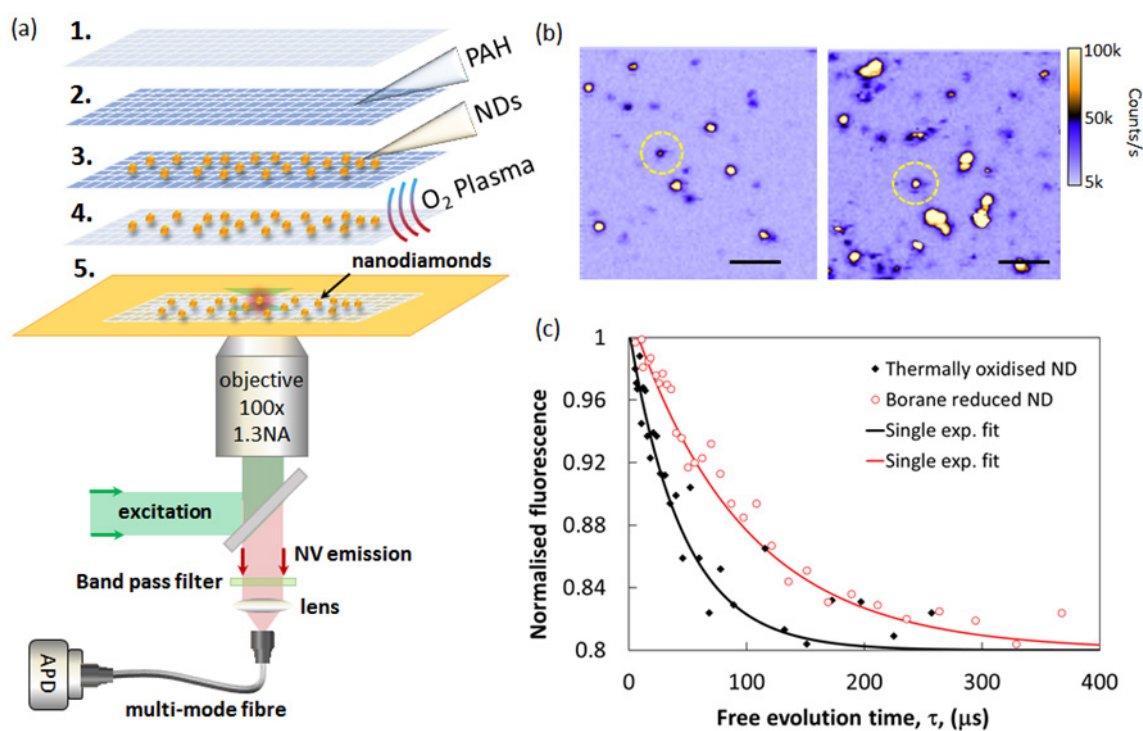 (a)
1.
PAH
2.
NDs
3.
O2 Plasma
4.
5.
nanodiamonds
objective
100x
1.3NA
excitation
NV emission
Band pass filter
lens
APD
multi-mode fibre
(b)
100k
50k
5k
Counts/s
(c)
1
0.96
0.92
0.88
0.84
0.8
Normalised fluorescence
Thermally oxidised ND
Borane reduced ND
Single exp. fit
Single exp. fit
0
100
200
300
400
Free evolution time, τ, (μs)